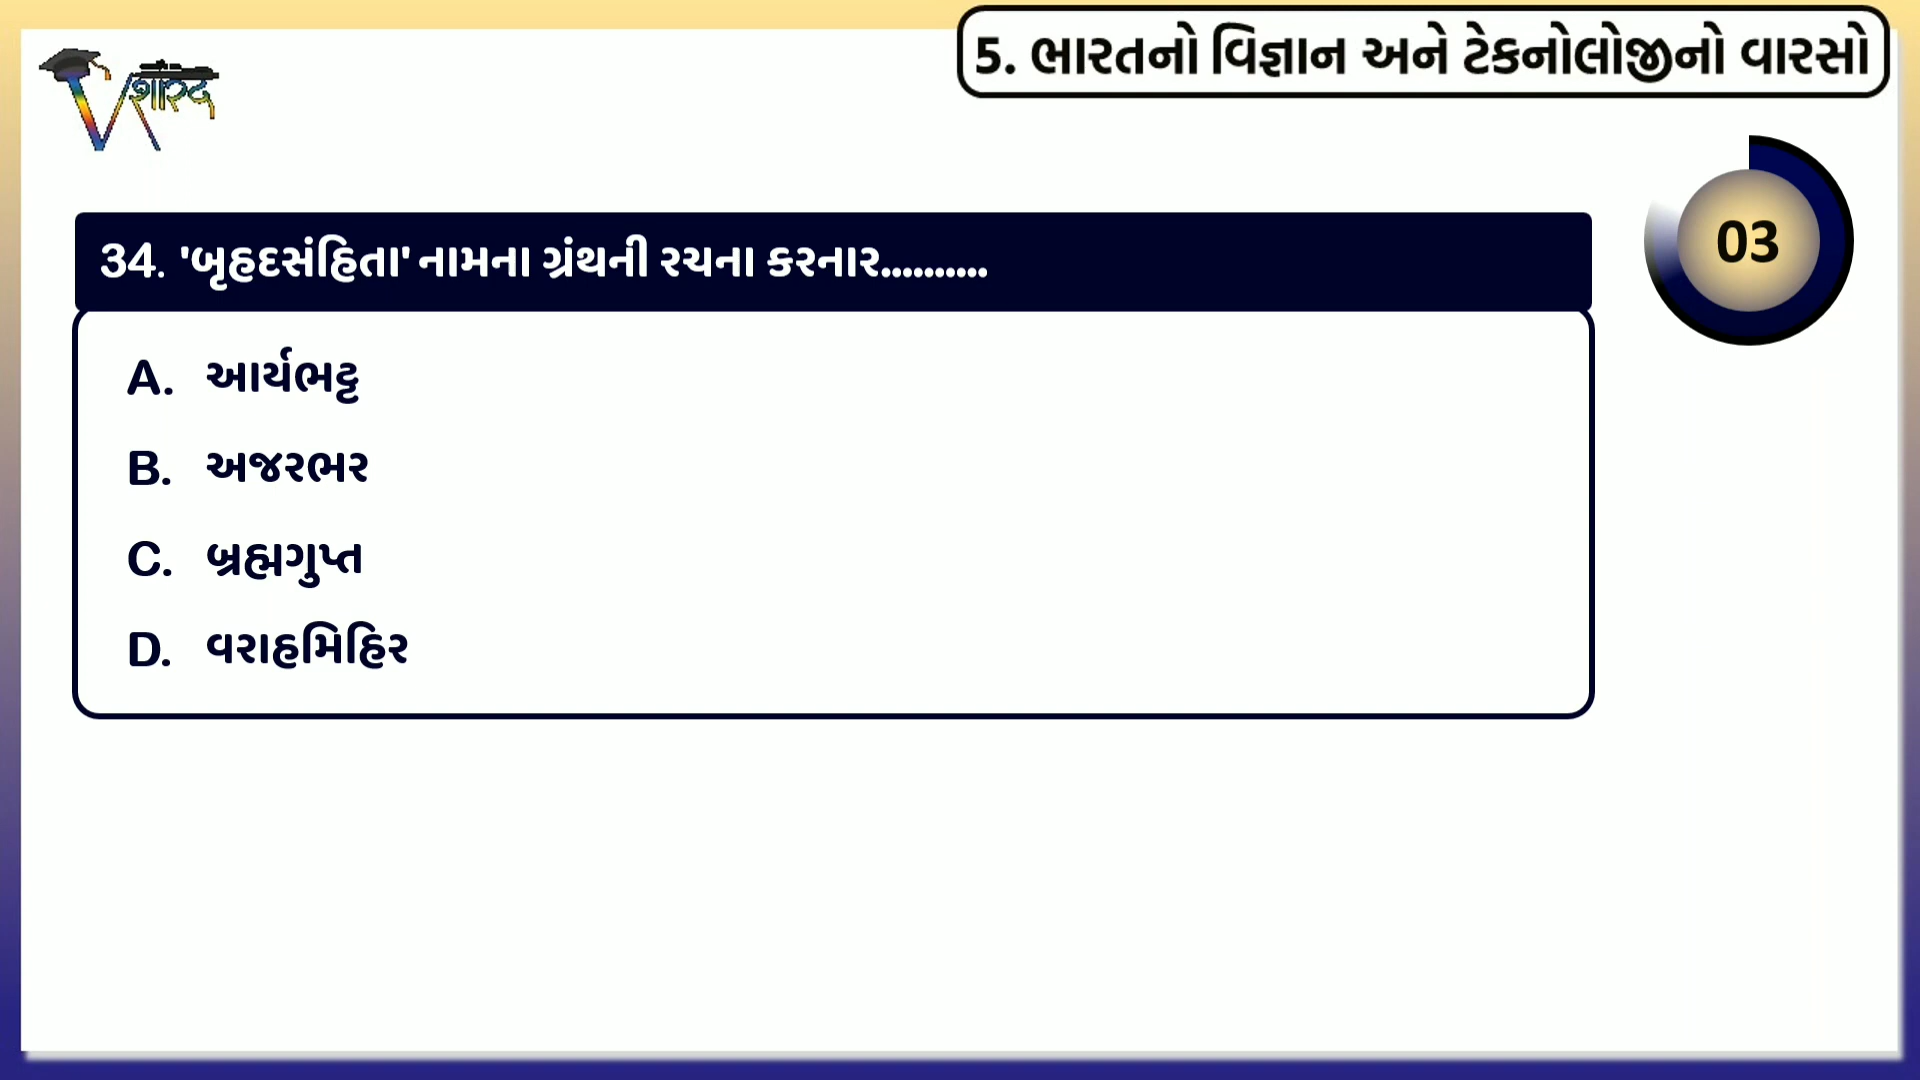 5. ભારતનો વિજ્ઞાન અને ટેકનોલોજીનો વારસો
03
34. 'બૃહદસંહિતા' નામના ગ્રંથની રચના કરનાર..........
A. આર્યભટ્ટ
B. અજરભર
C. બ્રહ્મગુપ્ત
D. વરાહમિહિર